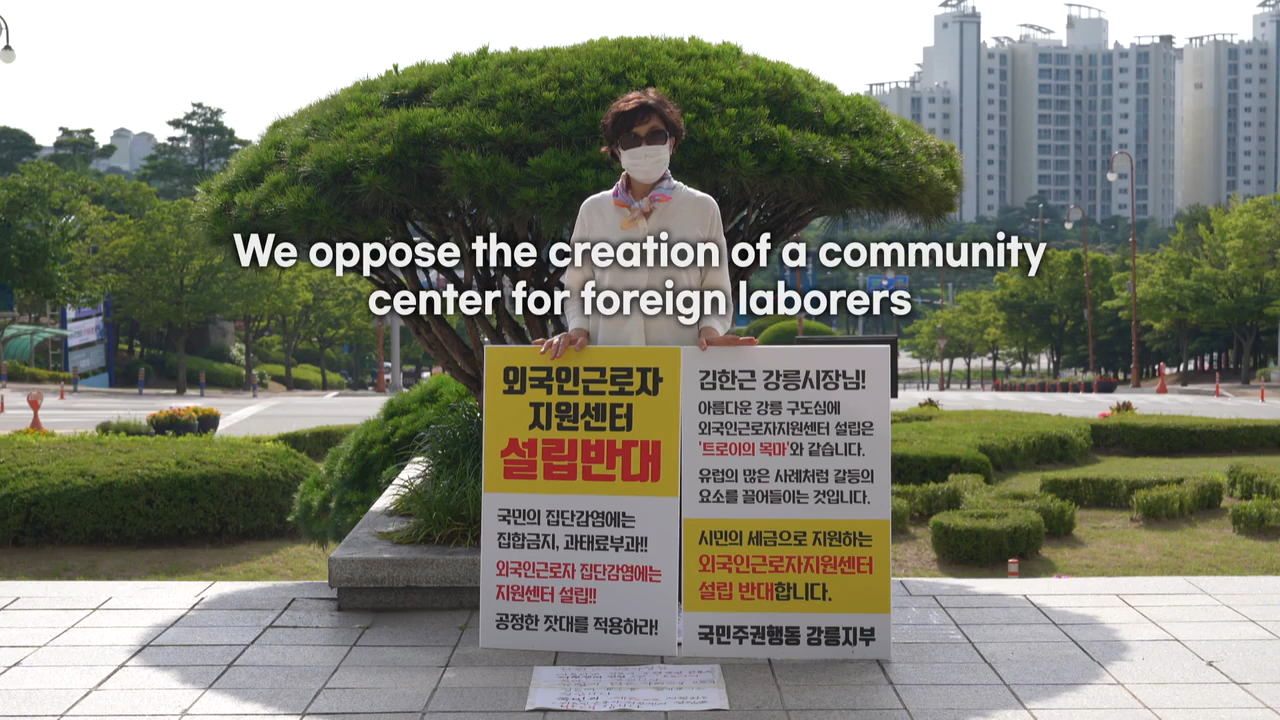 We oppose the creation of a community
center for foreign laborers
외국인근로자
지원센터
설립반대
국민의 집단감염에는
집합금지, 과태료부과!!
외국인근로자 집단감염에는
지원센터 설립!!
공정한 잣대를 적용하라!
김한근 강릉시장님!
아름다운 강릉 구도심에
외국인근로자지원센터 설립은
'트로이의 목마'와 같습니다.
유럽의 많은 사례처럼 갈등의
요소를 끌어들이는 것입니다.
시민의 세금으로 지원하는
외국인근로자지원센터
설립 반대합니다.
국민주권행동 강릉지부